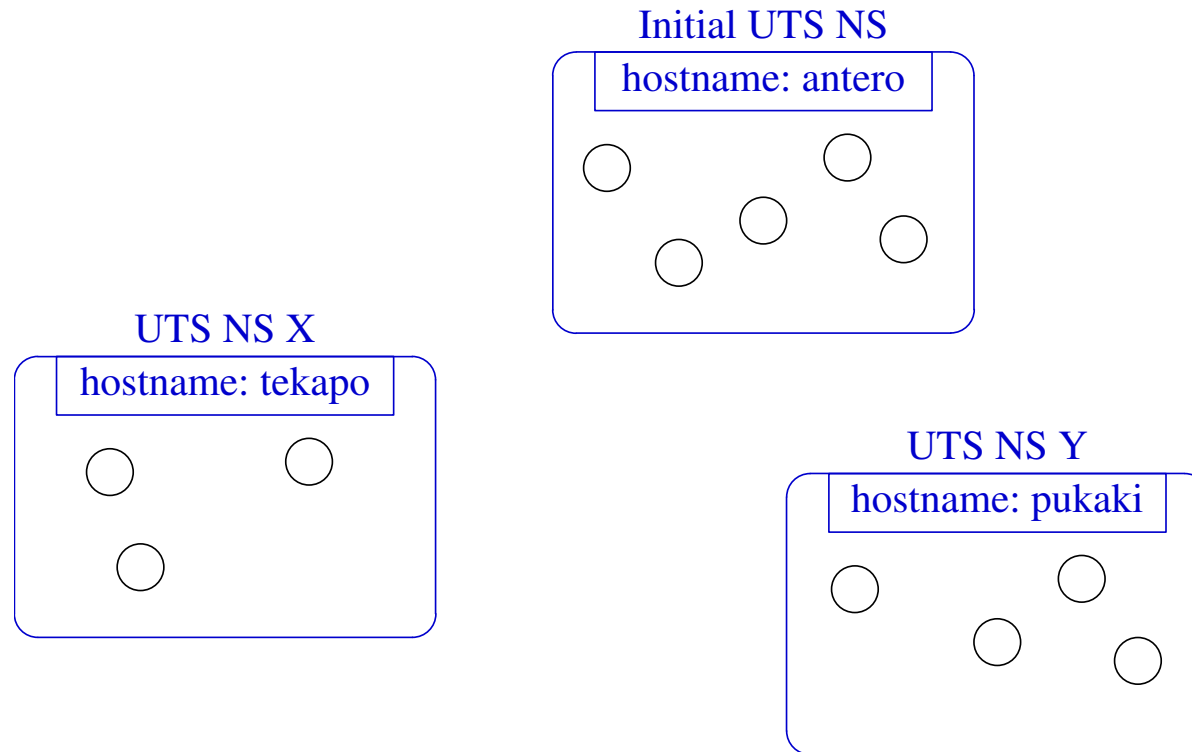 Initial UTS NS
hostname: antero
UTS NS X
hostname: tekapo
UTS NS Y
hostname: pukaki